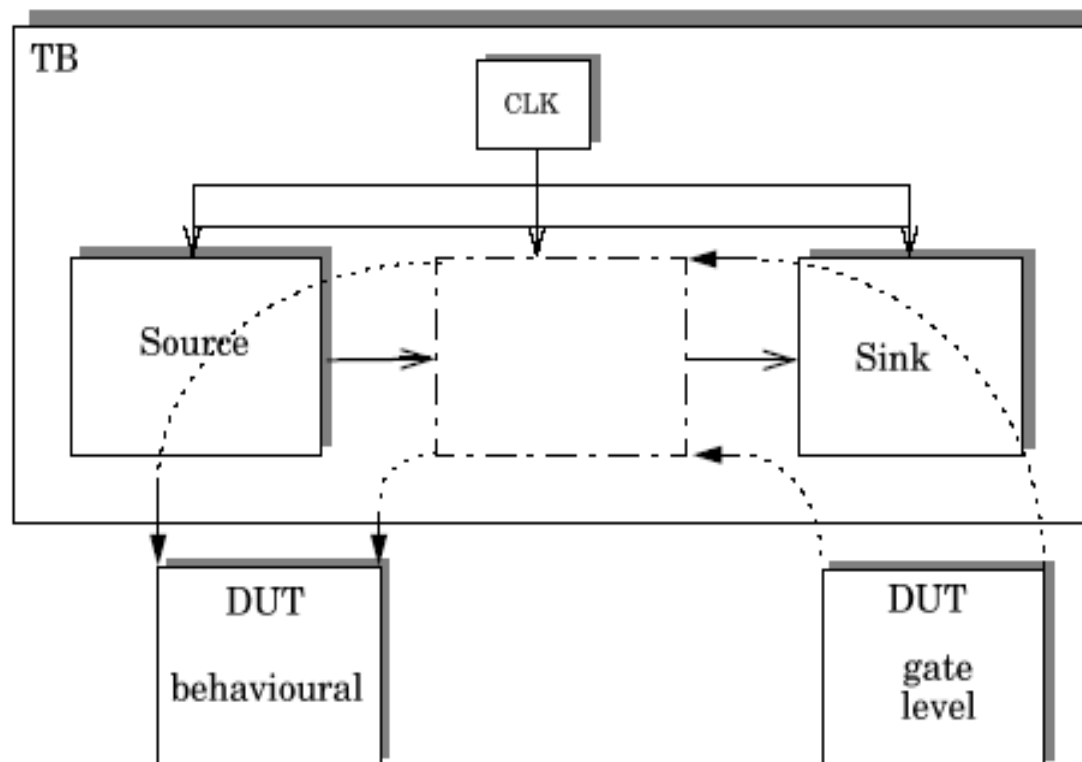 TB
CLK
Source
Sink
DUT
behavioural
DUT
gate
level